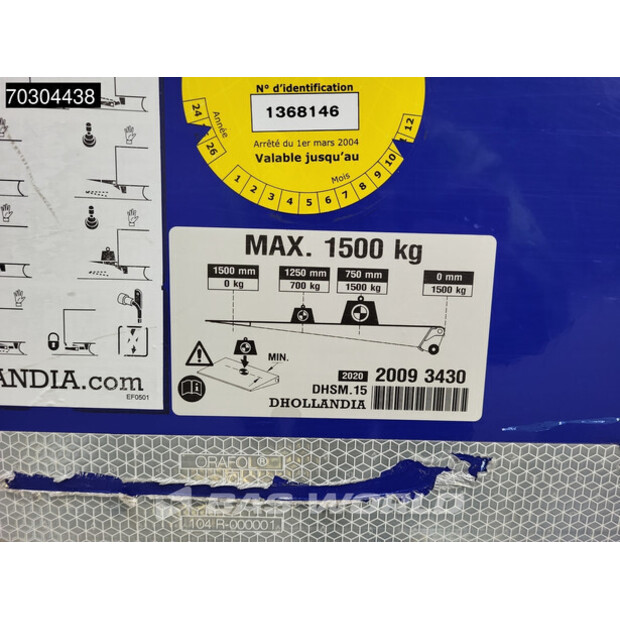 70304438
N° d'identification
1368146
Arrêté du 1er mars 2004
Valable jusqu'au
Année
24
26
Mois
1 2 3 4 5 6 7 8 9 10 12
MAX. 1500 kg
1500 mm 1250 mm 750 mm 0 mm
0 kg 700 kg 1500 kg 1500 kg
MIN.
2020 2009 3430
DHSM.15
DHOLLANDIA
ANDIA.com
EF0501
ORAFOL®
BAS WORLD
104 R-000001